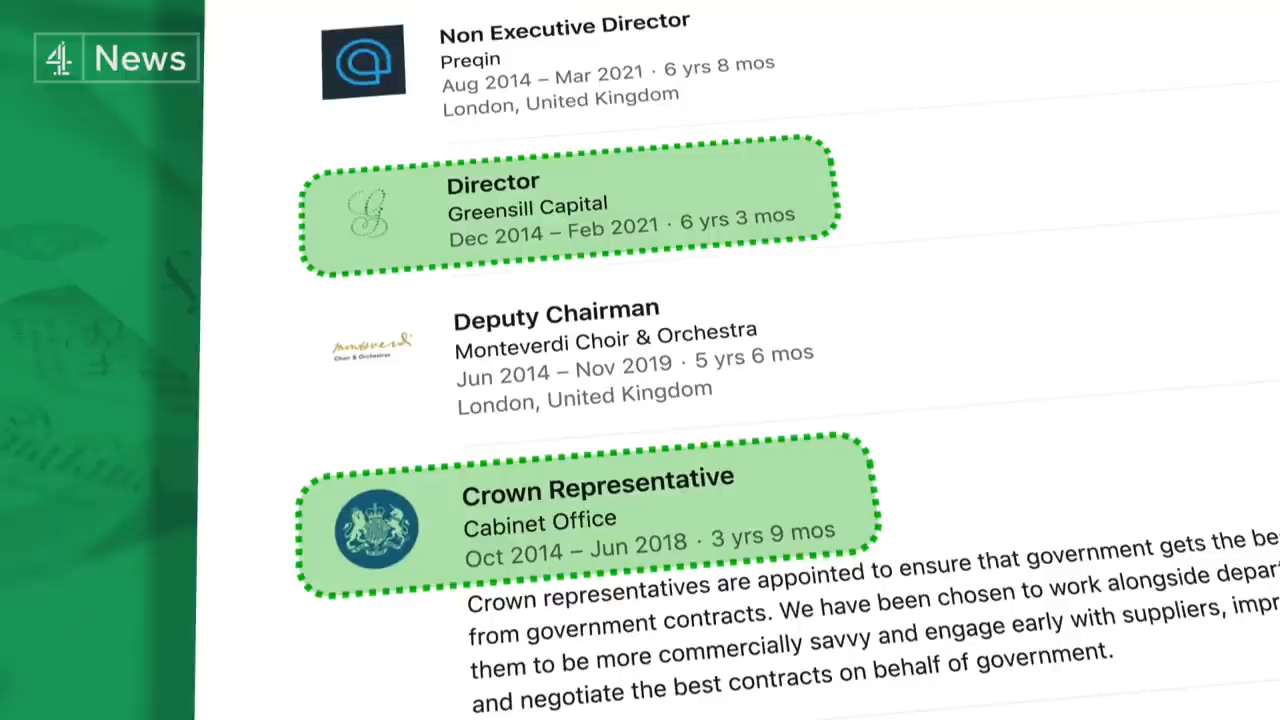 4 News
Non Executive Director
Preqin
Aug 2014 – Mar 2021 · 6 yrs 8 mos
London, United Kingdom
Director
Greensill Capital
Dec 2014 – Feb 2021 · 6 yrs 3 mos
Deputy Chairman
Monteverdi Choir & Orchestra
Jun 2014 – Nov 2019 · 5 yrs 6 mos
London, United Kingdom
monteverdi
Choir & Orchestras
Crown Representative
Cabinet Office
Oct 2014 – Jun 2018 · 3 yrs 9 mos
Crown representatives are appointed to ensure that government gets the be
from government contracts. We have been chosen to work alongside depar
them to be more commercially savvy and engage early with suppliers, impr
and negotiate the best contracts on behalf of government.